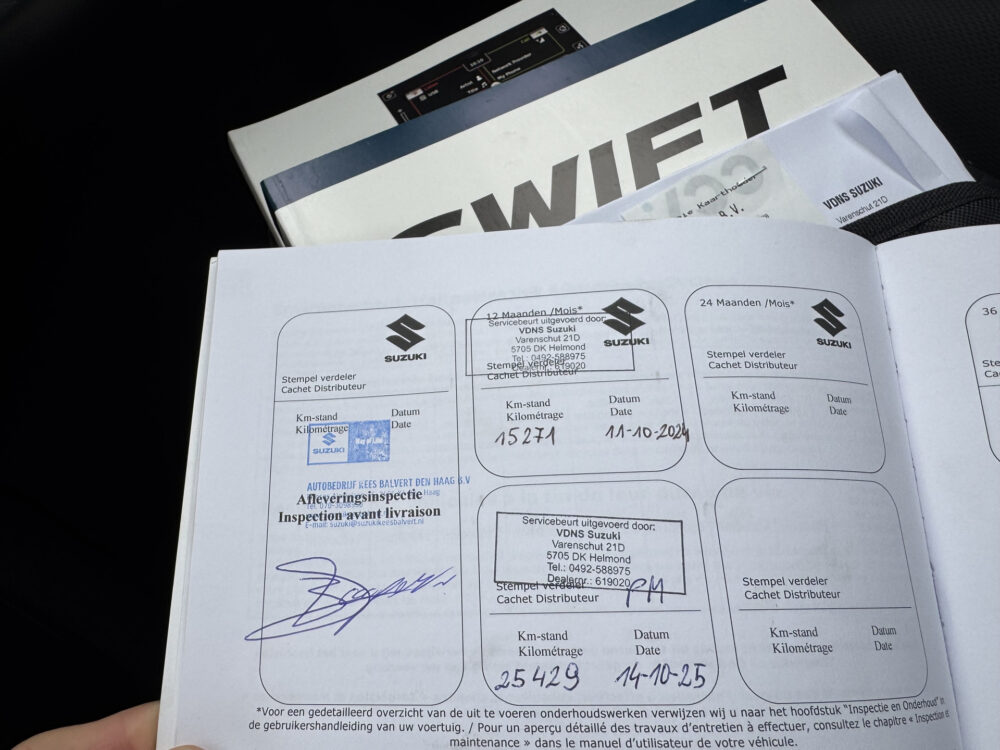 SWIFT
VDNS SUZUKI
Varenschut 21D
SUZUKI
Stempel verdeler
Cachet Distributeur
Km-stand Datum
Kilométrage Date
SUZUKI Way of Life!
AUTOBEDRIJF KEES BALVERT DEN HAAG B.V
Afleveringsinspectie
Inspection avant livraison
E-mail: suzuki@suzukikeesbalvert.nl
12 Maanden /Mois*
Servicebeurt uitgevoerd door:
VDNS Suzuki
Varenschut 21D
5705 DK Helmond
Tel.: 0492-588975
Dealernr.: 619020
SUZUKI
Stempel verdeler
Cachet Distributeur
Km-stand Datum
Kilométrage Date
15271 11-10-2024
Servicebeurt uitgevoerd door:
VDNS Suzuki
Varenschut 21D
5705 DK Helmond
Tel.: 0492-588975
Dealernr.: 619020
Stempel verdeler
Cachet Distributeur
PM
Km-stand Datum
Kilométrage Date
25429 14-10-25
24 Maanden /Mois*
SUZUKI
Stempel verdeler
Cachet Distributeur
Km-stand Datum
Kilométrage Date
Stempel verdeler
Cachet Distributeur
Km-stand Datum
Kilométrage Date
36
*Voor een gedetailleerd overzicht van de uit te voeren onderhoudswerken verwijzen wij u naar het hoofdstuk "Inspectie en Onderhoud" in
de gebruikershandleiding van uw voertuig. / Pour un aperçu détaillé des travaux d'entretien à effectuer, consultez le chapitre « Inspection et
maintenance » dans le manuel d'utilisateur de votre véhicule.